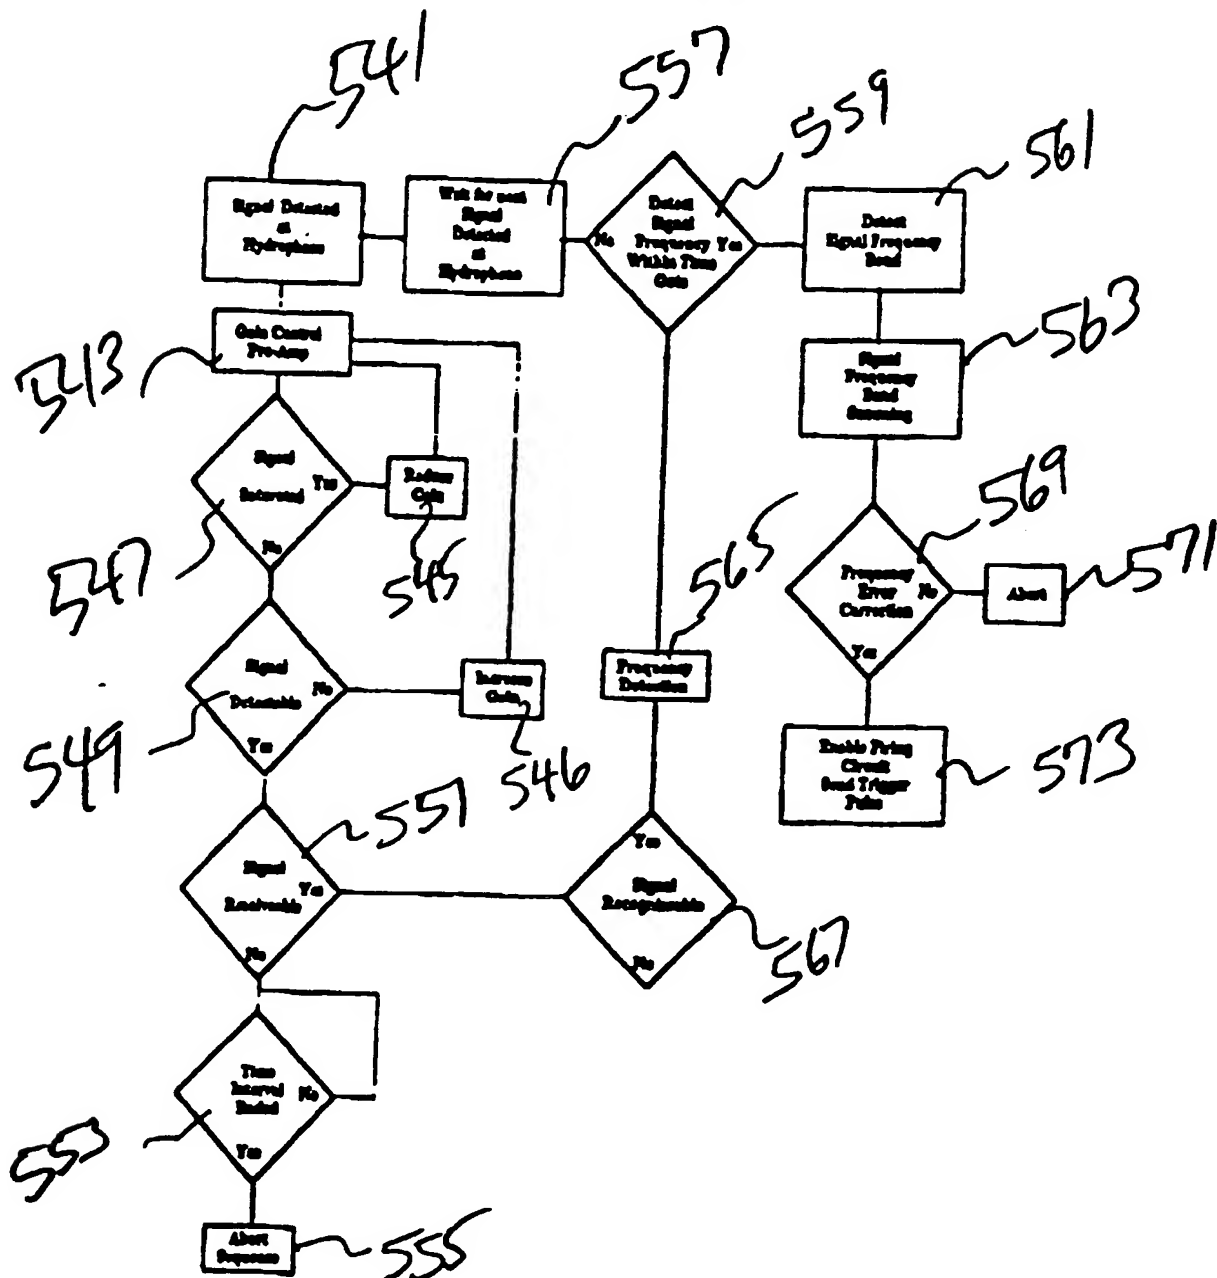 541
557
559
561
Signal Detected
at
Hydrophone
Wait for next
Signal
Detected
at
Hydrophone
Detect
Signal
Frequency
Within Time
Gate
No
Yes
Detect
Signal Frequency
Band
Gain Control
Pre-Amp
543
Signal
Frequency
Band
563
Signal
Saturated
Yes
No
547
Reduce
Gain
545
Frequency
Error
Correction
No
Yes
569
Abort
571
Signal
Detectable
No
Yes
549
Increase
Gain
546
565
Frequency
Detection
Enable Firing
Circuit
Send Trigger
Pulse
573
Signal
Receivable
Yes
No
551
Yes
Signal
Recognizable
No
567
Time
Interval
Ended
No
Yes
553
Abort
Sequence
555